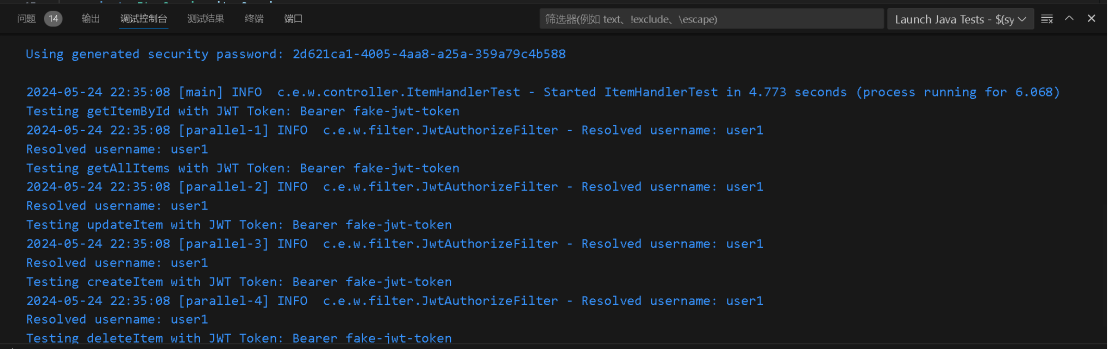 问题 14 输出 调试控制台 测试结果 终端 端口 筛选器(例如 text、!exclude、\escape) Launch Java Tests - $(sy
Using generated security password: 2d621ca1-4005-4aa8-a25a-359a79c4b588
2024-05-24 22:35:08 [main] INFO  c.e.w.controller.ItemHandlerTest - Started ItemHandlerTest in 4.773 seconds (process running for 6.068)
Testing getItemById with JWT Token: Bearer fake-jwt-token
2024-05-24 22:35:08 [parallel-1] INFO  c.e.w.filter.JwtAuthorizeFilter - Resolved username: user1
Resolved username: user1
Testing getAllItems with JWT Token: Bearer fake-jwt-token
2024-05-24 22:35:08 [parallel-2] INFO  c.e.w.filter.JwtAuthorizeFilter - Resolved username: user1
Resolved username: user1
Testing updateItem with JWT Token: Bearer fake-jwt-token
2024-05-24 22:35:08 [parallel-3] INFO  c.e.w.filter.JwtAuthorizeFilter - Resolved username: user1
Resolved username: user1
Testing createItem with JWT Token: Bearer fake-jwt-token
2024-05-24 22:35:08 [parallel-4] INFO  c.e.w.filter.JwtAuthorizeFilter - Resolved username: user1
Resolved username: user1
Testing deleteItem with JWT Token: Bearer fake-jwt-token